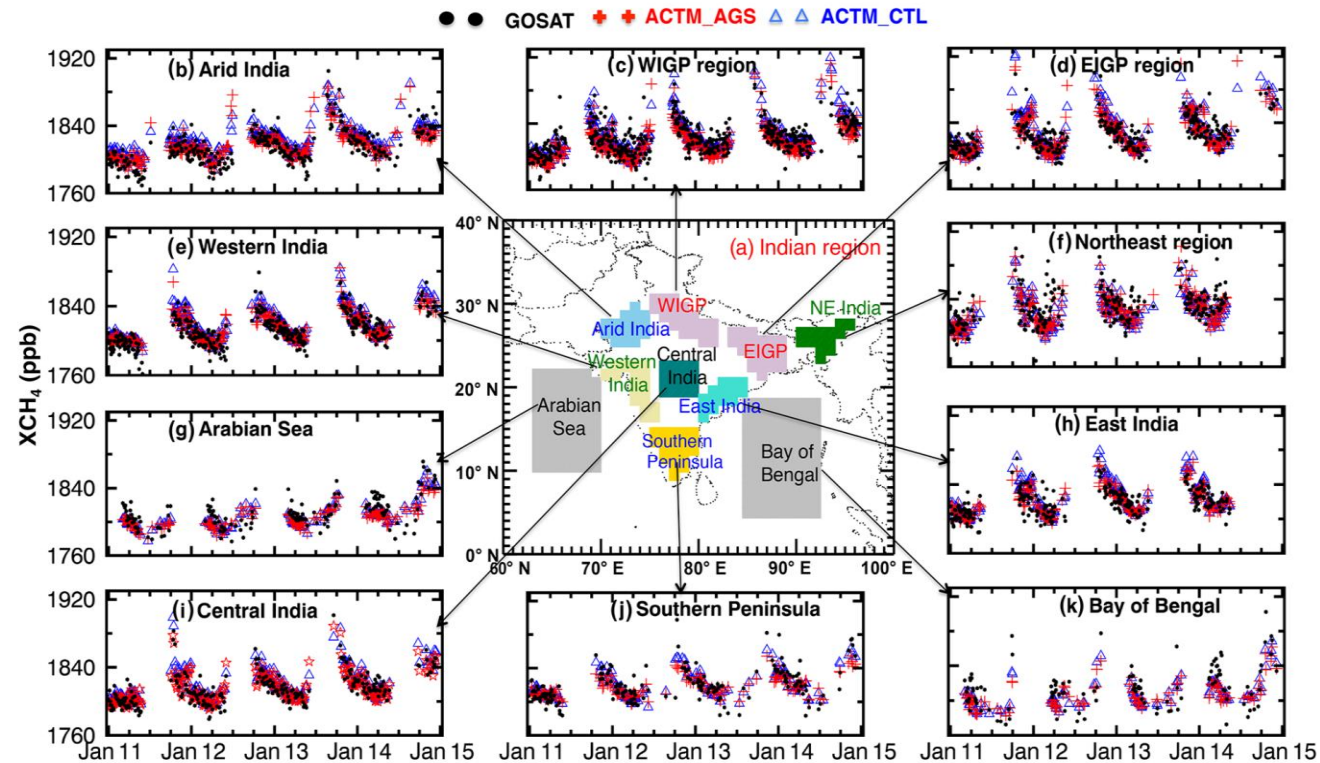 GOSAT ACTM_AGS ACTM_CTL
XCH4 (ppb)
1920
1840
1760
(b) Arid India
(c) WIGP region
(d) EIGP region
1920
1840
1760
(e) Western India
40° N
30° N
20° N
10° N
0° N
60° E
70° E
80° E
90° E
100° E
(a) Indian region
WIGP
NE India
Arid India
EIGP
Central
India
Western
India
East India
Arabian
Sea
Southern
Peninsula
Bay of
Bengal
(f) Northeast region
1920
1840
1760
(g) Arabian Sea
(h) East India
1920
1840
1760
(i) Central India
(j) Southern Peninsula
(k) Bay of Bengal
Jan 11 Jan 12 Jan 13 Jan 14 Jan 15
Jan 11 Jan 12 Jan 13 Jan 14 Jan 15
Jan 11 Jan 12 Jan 13 Jan 14 Jan 15